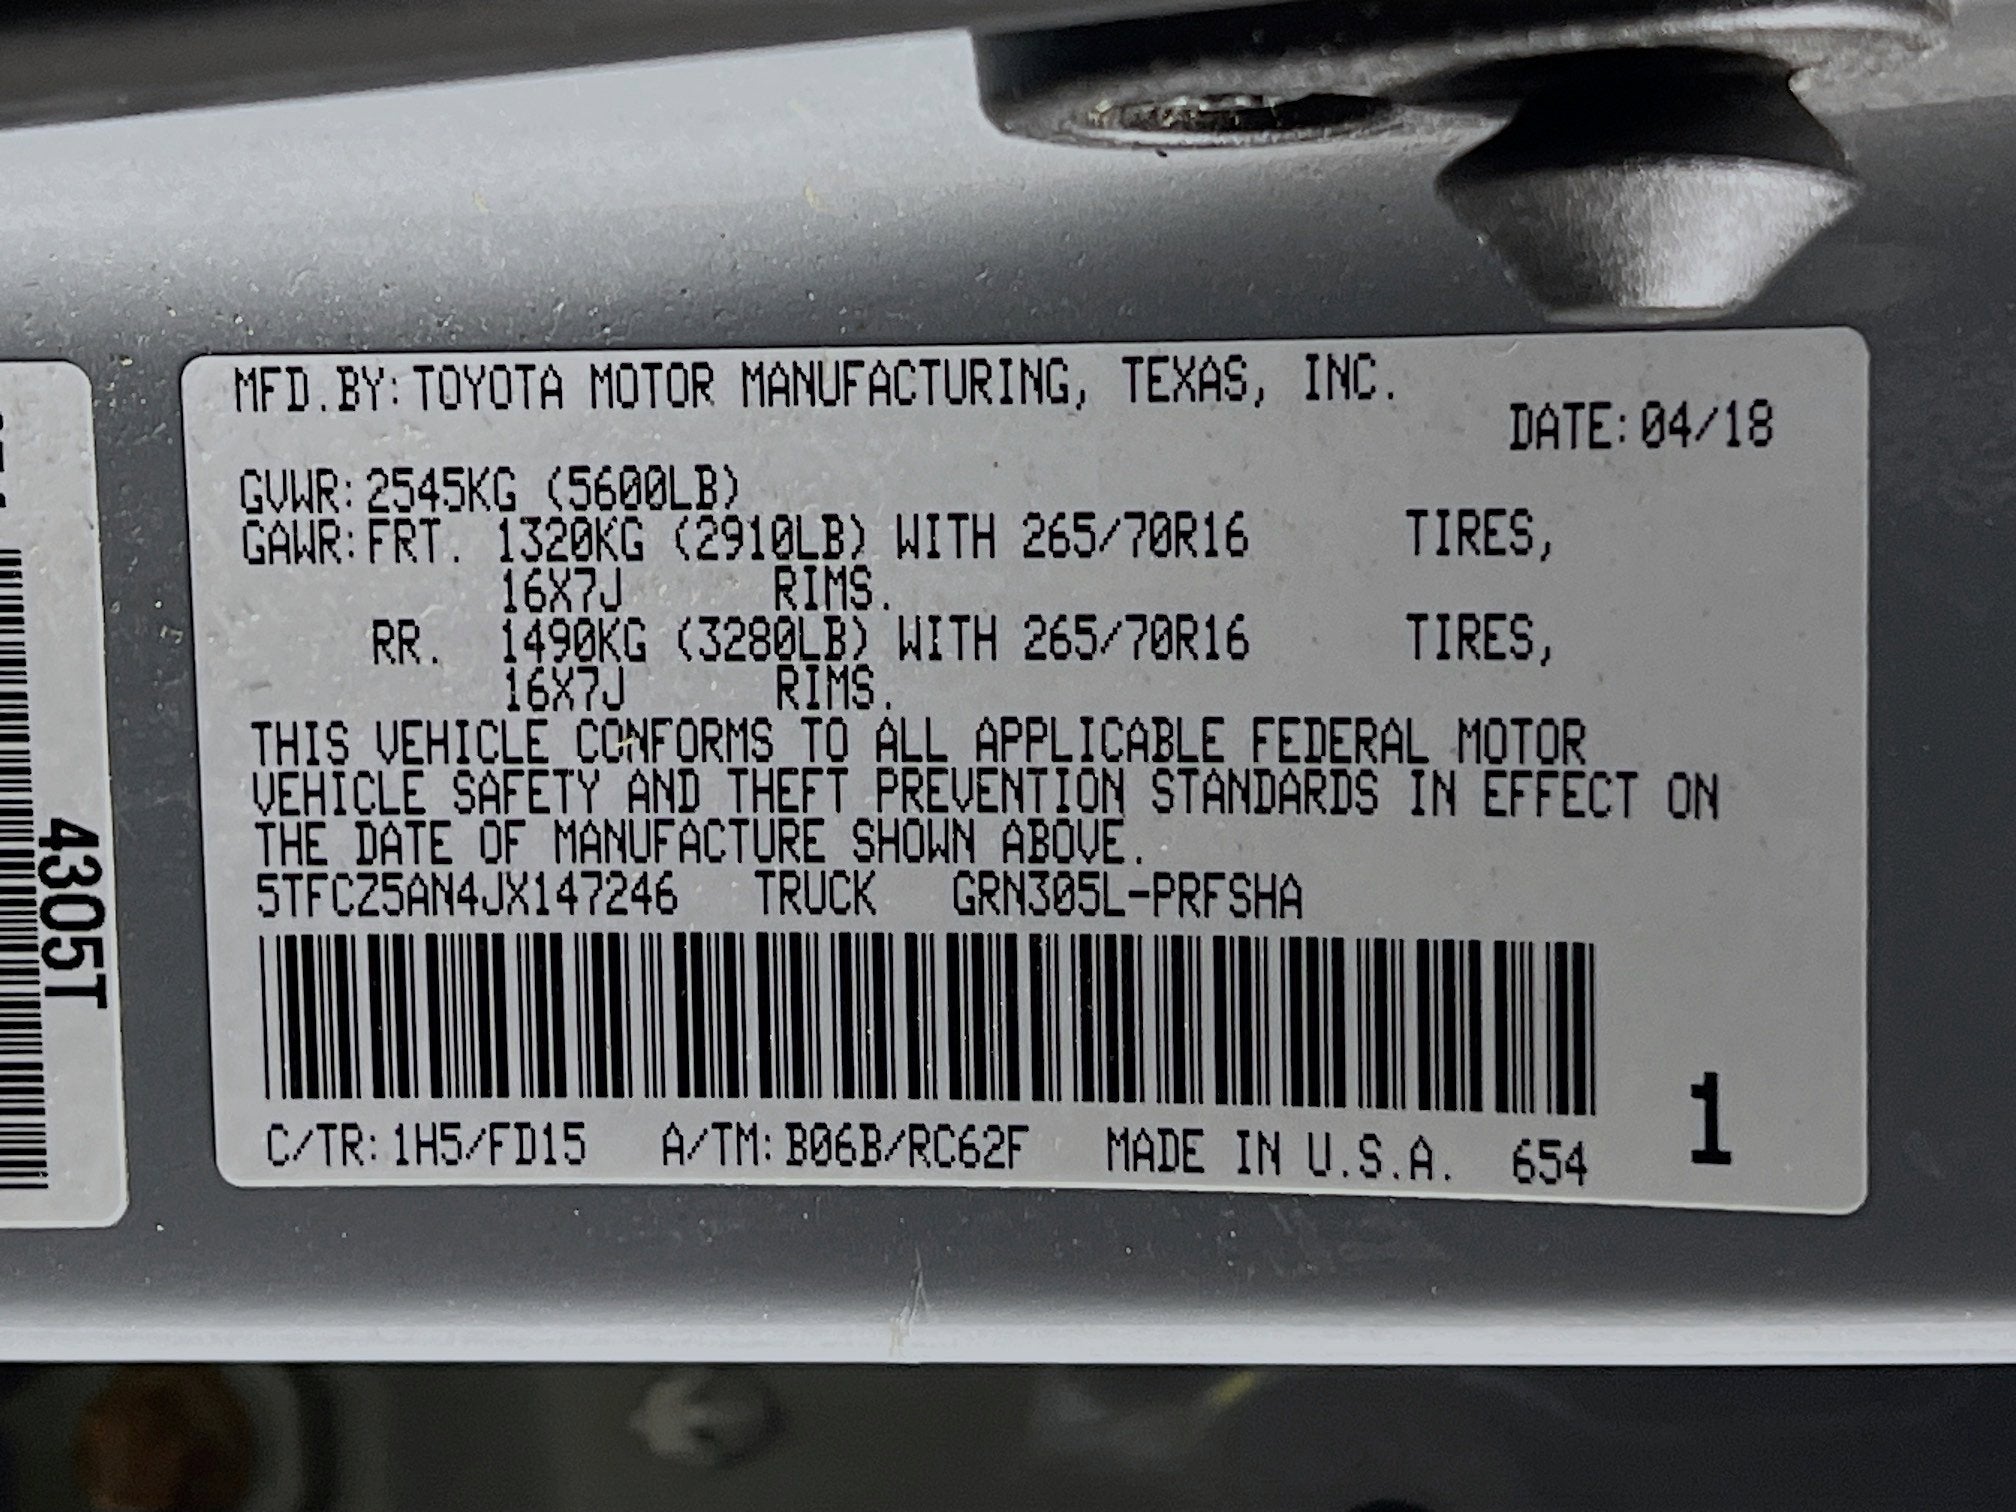 MFD.BY:TOYOTA MOTOR MANUFACTURING, TEXAS, INC.
DATE:04/18
GVWR:2545KG (5600LB)
GAWR:FRT. 1320KG (2910LB) WITH 265/70R16 TIRES,
16X7J RIMS.
RR. 1490KG (3280LB) WITH 265/70R16 TIRES,
16X7J RIMS.
THIS VEHICLE CONFORMS TO ALL APPLICABLE FEDERAL MOTOR
VEHICLE SAFETY AND THEFT PREVENTION STANDARDS IN EFFECT ON
THE DATE OF MANUFACTURE SHOWN ABOVE.
5TFCZ5AN4JX147246 TRUCK GRN305L-PRFSHA
C/TR:1H5/FD15 A/TM:B06B/RC62F MADE IN U.S.A. 654
1
4305T